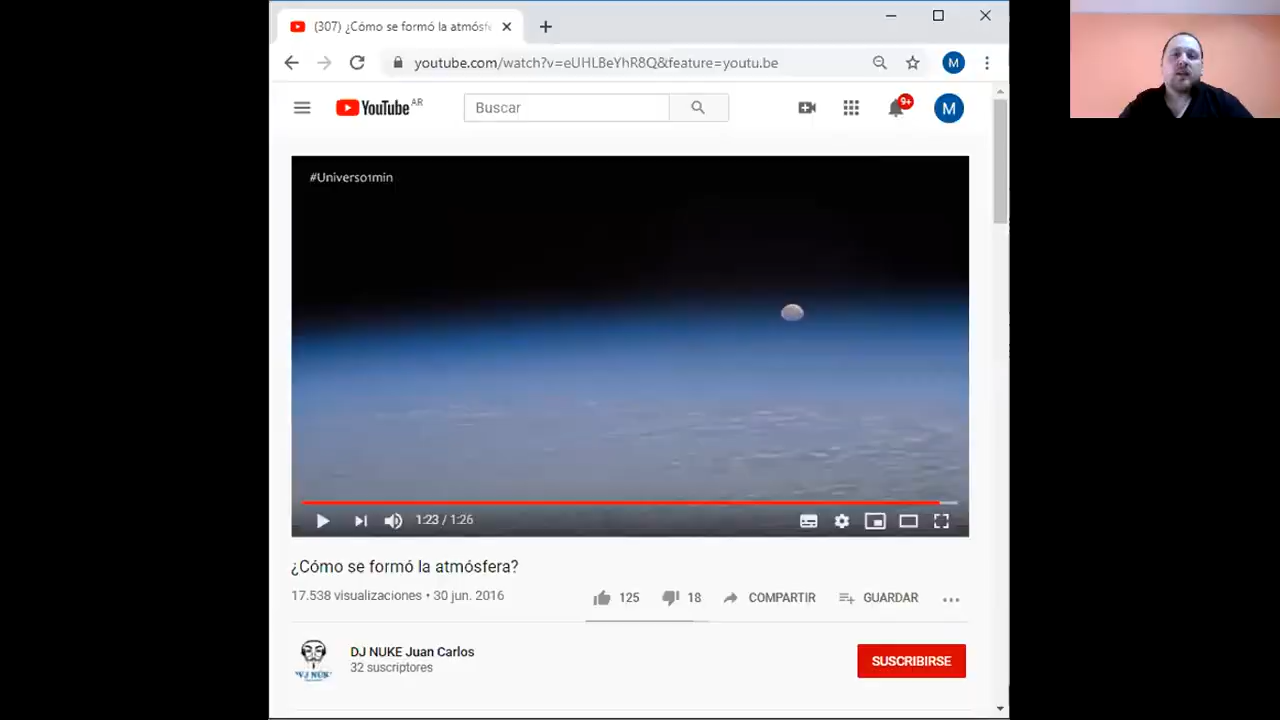 (307) ¿Cómo se formó la atmósfe
youtube.com/watch?v=eUHLBeYhR8Q&feature=youtu.be
M
YouTube AR
Buscar
9+
M
#Universo1min
1:23 / 1:26
¿Cómo se formó la atmósfera?
17.538 visualizaciones • 30 jun. 2016
125
18
COMPARTIR
GUARDAR
DJ NUKE Juan Carlos
32 suscriptores
SUSCRIBIRSE